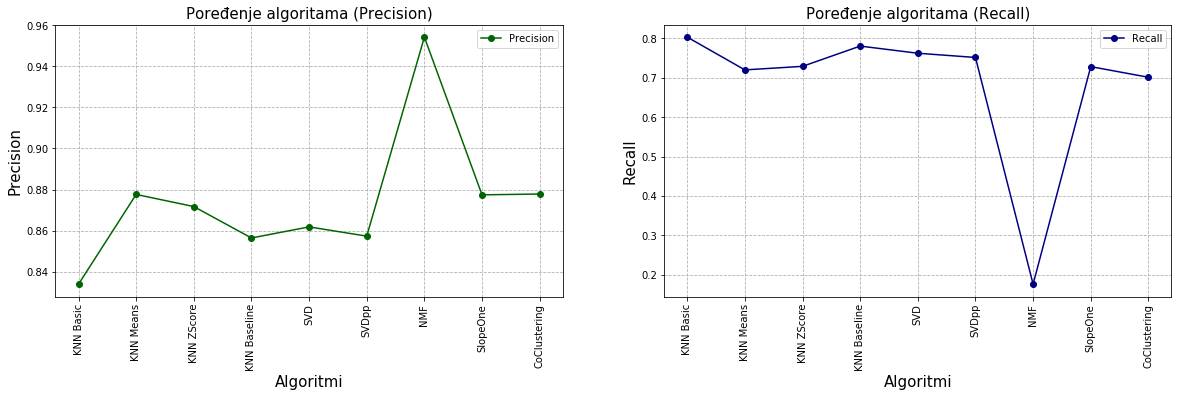 Poređenje algoritama (Precision)
Precision
0.96
0.94
0.92
0.90
0.88
0.86
0.84
Precision
KNN Basic
KNN Means
KNN ZScore
KNN Baseline
SVD
SVDpp
NMF
SlopeOne
CoClustering
Algoritmi
Poređenje algoritama (Recall)
Recall
0.8
0.7
0.6
0.5
0.4
0.3
0.2
Recall
KNN Basic
KNN Means
KNN ZScore
KNN Baseline
SVD
SVDpp
NMF
SlopeOne
CoClustering
Algoritmi